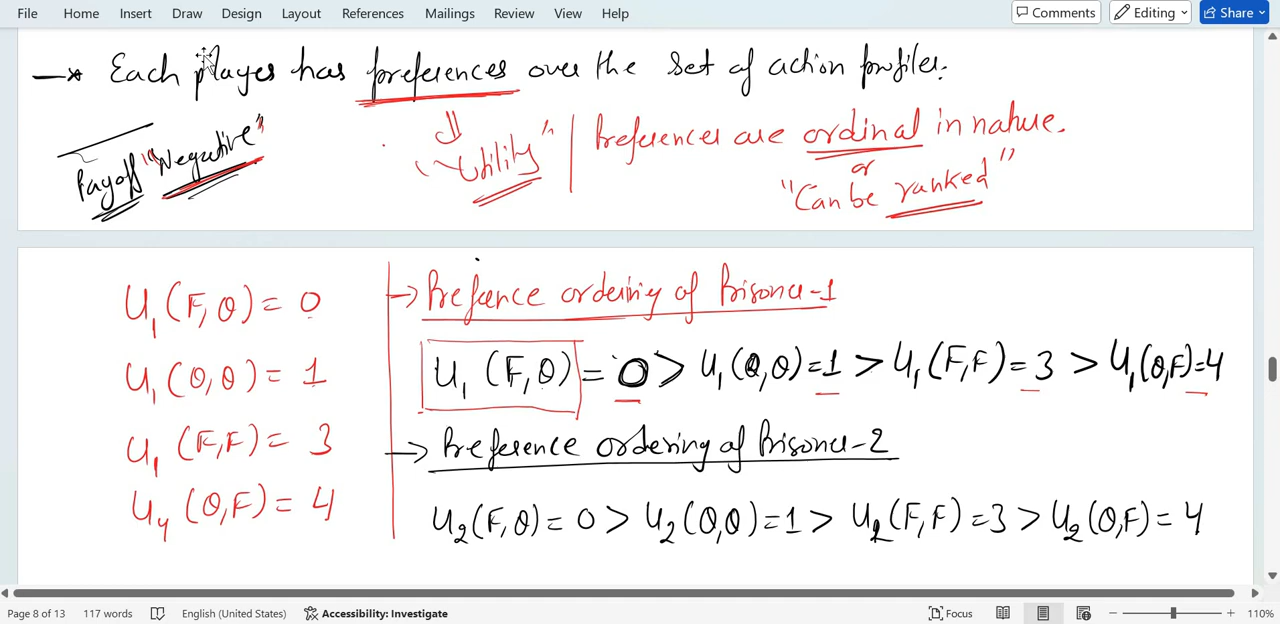 File Home Insert Draw Design Layout References Mailings Review View Help Comments Editing Share
Each player has preferences over the set of action profiles.
Payoff "Negative"
"Utility"
Preferences are ordinal in nature.
or
"Can be ranked"
U1 (F, Q) = 0
U1 (Q, Q) = 1
U1 (F, F) = 3
U4 (Q, F) = 4
→ Prefeence ordering of Prisoner-1
U1 (F, Q) = 0 > U1 (Q, Q) = 1 > U1 (F, F) = 3 > U1 (Q, F) = 4
→ Preference ordering of Prisoner-2
U2 (F, Q) = 0 > U2 (Q, Q) = 1 > U2 (F, F) = 3 > U2 (Q, F) = 4
Page 8 of 13 117 words English (United States) Accessibility: Investigate Focus 110%